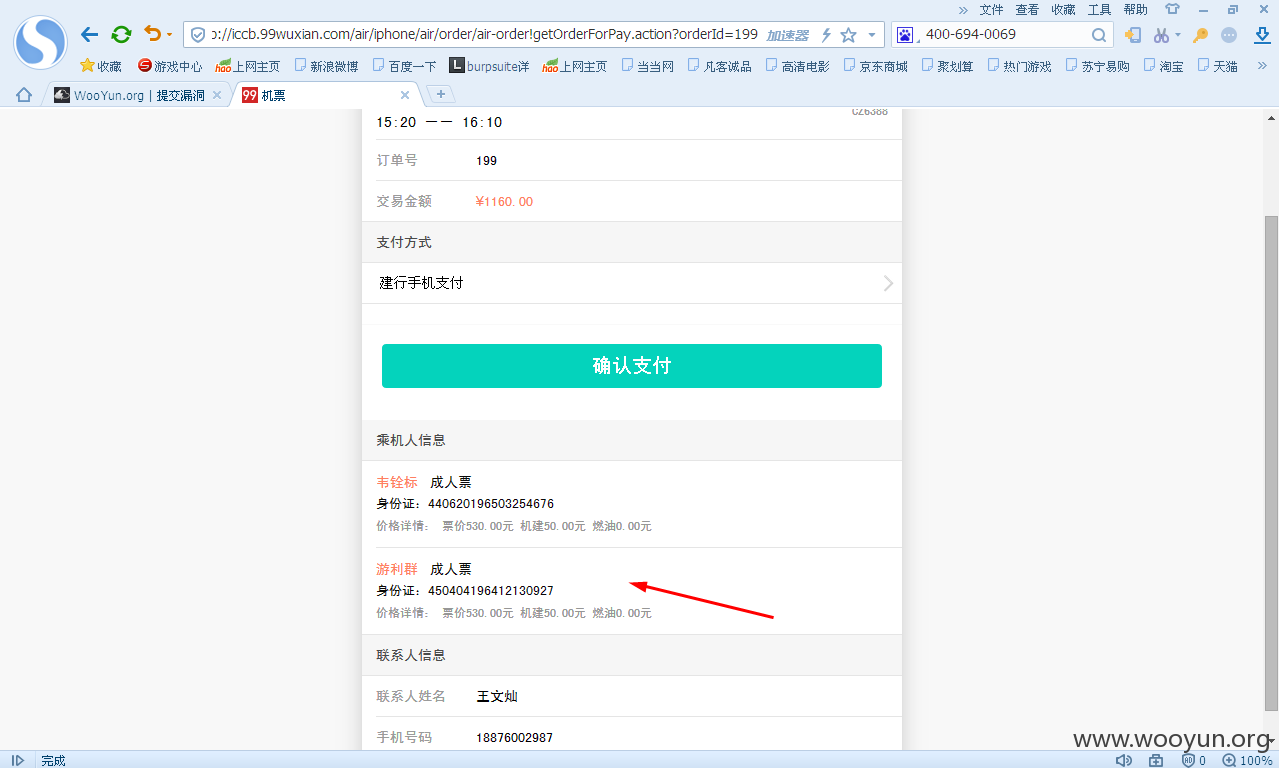 » 文件 查看 收藏 工具 帮助
ɔ://iccb.99wuxian.com/air/iphone/air/order/air-order!getOrderForPay.action?orderId=199 加速器 400-694-0069
收藏 游戏中心 hao 上网主页 新浪微博 百度一下 L burpsuite详 hao 上网主页 当当网 凡客诚品 高清电影 京东商城 聚划算 热门游戏 苏宁易购 淘宝 天猫 »
WooYun.org | 提交漏洞 99 机票
CZ6388
15:20 —— 16:10
订单号 199
交易金额 ¥1160.00
支付方式
建行手机支付
确认支付
乘机人信息
韦铨标 成人票
身份证: 440620196503254676
价格详情: 票价530.00元 机建50.00元 燃油0.00元
游利群 成人票
身份证: 450404196412130927
价格详情: 票价530.00元 机建50.00元 燃油0.00元
联系人信息
联系人姓名 王文灿
手机号码 18876002987
www.wooyun.org
完成 0 100%